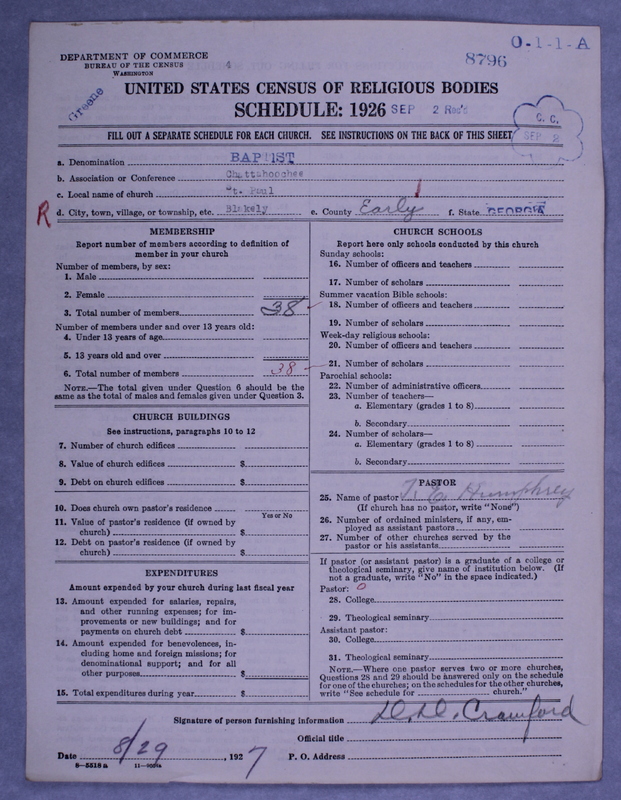 O-1-1-A
8796
DEPARTMENT OF COMMERCE
BUREAU OF THE CENSUS
WASHINGTON
4
Greene
UNITED STATES CENSUS OF RELIGIOUS BODIES
SCHEDULE: 1926
SEP 2 Rec'd
C. C.
SEP 2
FILL OUT A SEPARATE SCHEDULE FOR EACH CHURCH. SEE INSTRUCTIONS ON THE BACK OF THIS SHEET
a. Denomination BAPTIST
b. Association or Conference Chattahoochee
c. Local name of church St. Paul
R d. City, town, village, or township, etc. Blakely e. County Early f. State GEORGIA
MEMBERSHIP
Report number of members according to definition of
member in your church
Number of members, by sex:
1. Male
2. Female
3. Total number of members 38
Number of members under and over 13 years old:
4. Under 13 years of age
5. 13 years old and over
6. Total number of members 38
NOTE.—The total given under Question 6 should be the
same as the total of males and females given under Question 3.
CHURCH BUILDINGS
See instructions, paragraphs 10 to 12
7. Number of church edifices
8. Value of church edifices $
9. Debt on church edifices $
10. Does church own pastor's residence
Yes or No
11. Value of pastor's residence (if owned by
church) $
12. Debt on pastor's residence (if owned by
church) $
EXPENDITURES
Amount expended by your church during last fiscal year
13. Amount expended for salaries, repairs,
and other running expenses; for im-
provements or new buildings; and for
payments on church debt $
14. Amount expended for benevolences, in-
cluding home and foreign missions; for
denominational support; and for all
other purposes $
15. Total expenditures during year $
CHURCH SCHOOLS
Report here only schools conducted by this church
Sunday schools:
16. Number of officers and teachers
17. Number of scholars
Summer vacation Bible schools:
18. Number of officers and teachers
19. Number of scholars
Week-day religious schools:
20. Number of officers and teachers
21. Number of scholars
Parochial schools:
22. Number of administrative officers
23. Number of teachers—
a. Elementary (grades 1 to 8)
b. Secondary
24. Number of scholars—
a. Elementary (grades 1 to 8)
b. Secondary
PASTOR
25. Name of pastor E. Humphrey
(If church has no pastor, write "None")
26. Number of ordained ministers, if any, em-
ployed as assistant pastors
27. Number of other churches served by the
pastor or his assistants
If pastor (or assistant pastor) is a graduate of a college or
theological seminary, give name of institution below. (If
not a graduate, write "No" in the space indicated.)
Pastor: 0
28. College
29. Theological seminary
Assistant pastor:
30. College
31. Theological seminary
NOTE.—Where one pastor serves two or more churches,
Questions 28 and 29 should be answered only on the schedule
for one of the churches; on the schedules for the other churches,
write "See schedule for church."
Signature of person furnishing information D. D. Crawford
Official title
Date 8/29, 1927 P. O. Address
8-5518 a